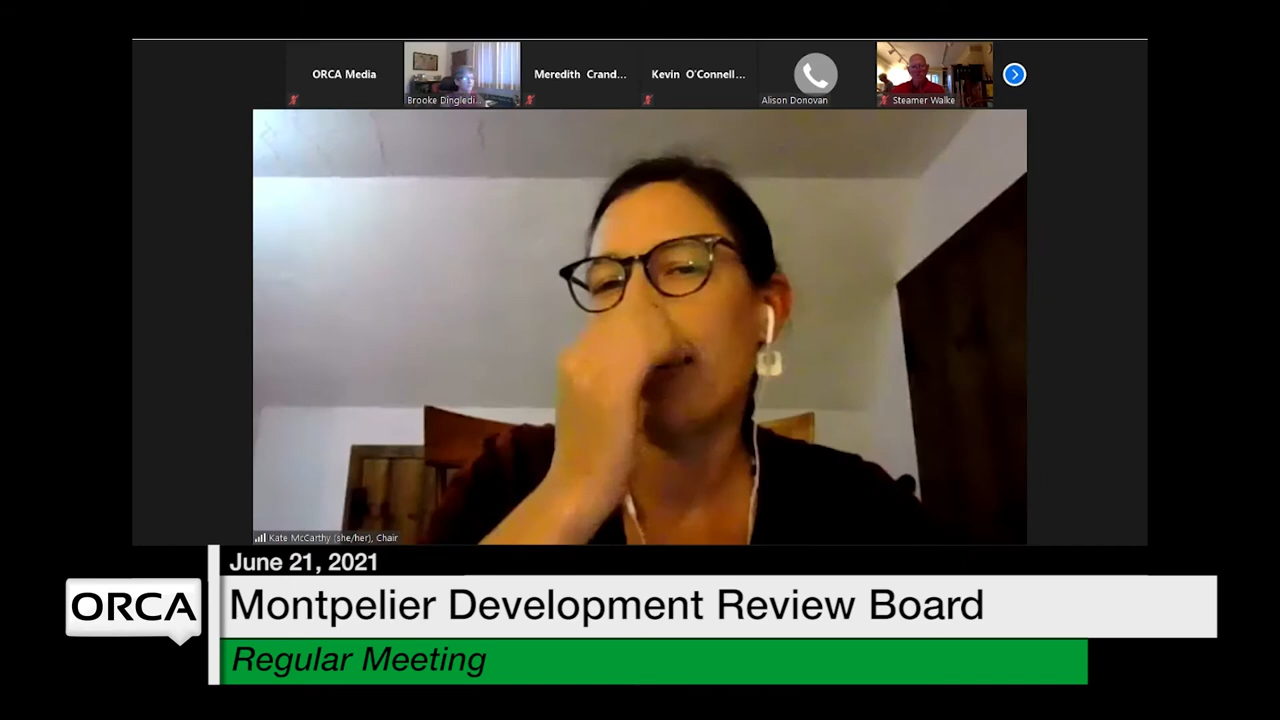 ORCA Media
Brooke Dingledi...
Meredith Crand...
Kevin O'Connell...
Alison Donovan
Steamer Walke
Kate McCarthy (she/her), Chair
June 21, 2021
ORCA
Montpelier Development Review Board
Regular Meeting